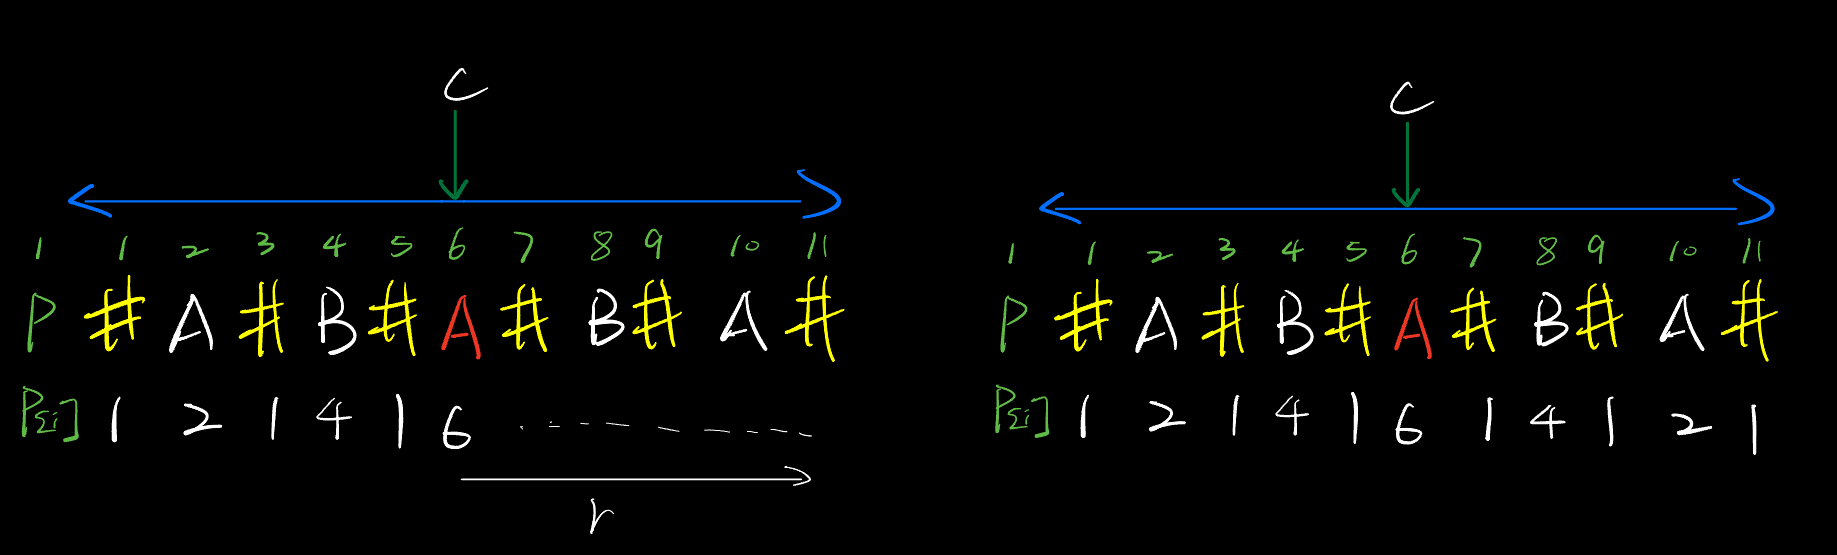 C
1 1 2 3 4 5 6 7 8 9 10 11
P # A # B # A # B # A #
P[i] 1 2 1 4 1 6
r
C
1 1 2 3 4 5 6 7 8 9 10 11
P # A # B # A # B # A #
P[i] 1 2 1 4 1 6 1 4 1 2 1